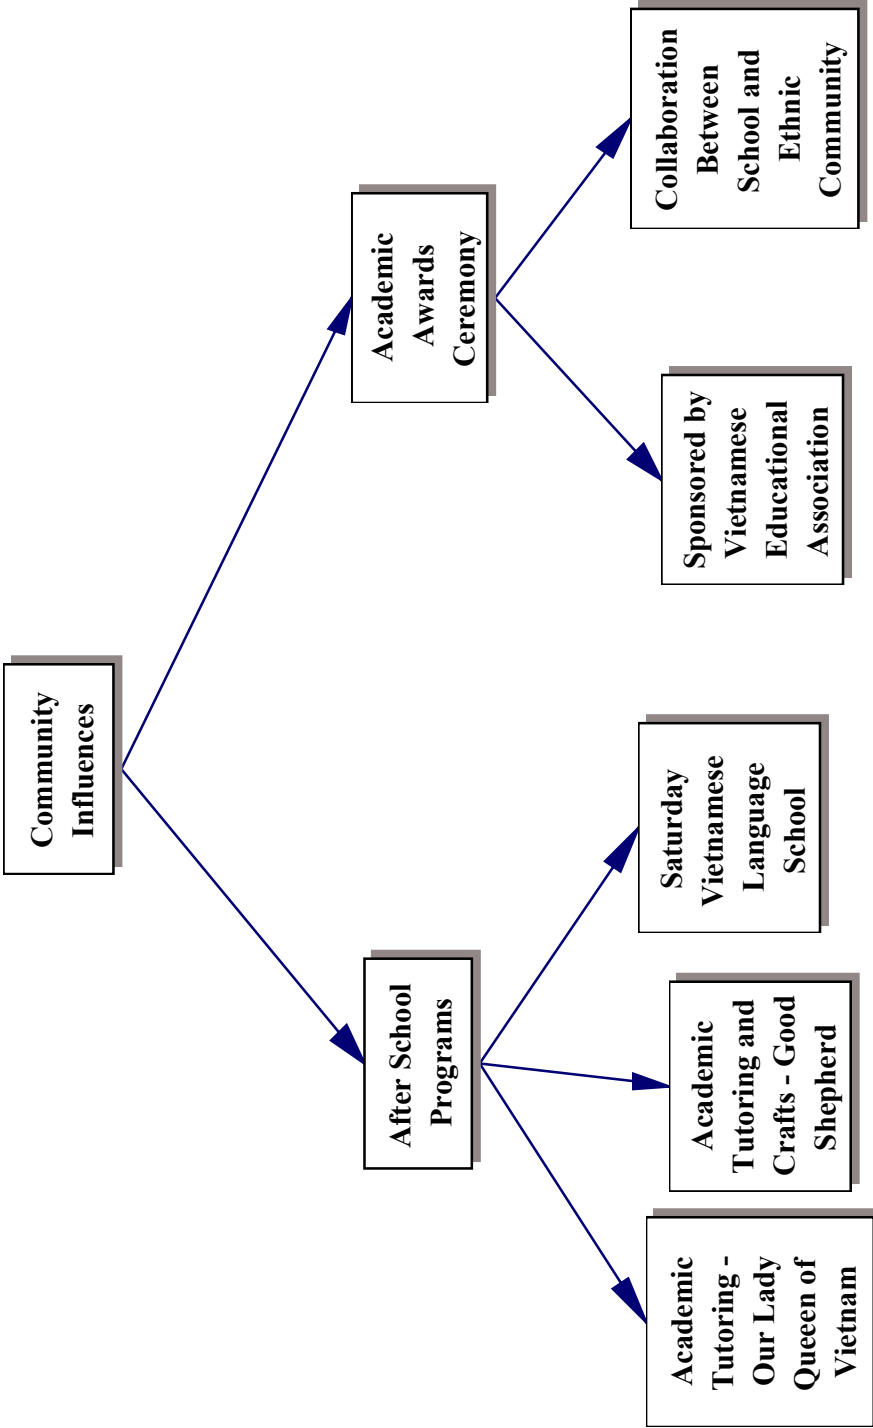 Community
Influences
After School
Programs
Academic
Awards
Ceremony
Academic
Tutoring -
Our Lady
Queeen of
Vietnam
Academic
Tutoring and
Crafts - Good
Shepherd
Saturday
Vietnamese
Language
School
Sponsored by
Vietnamese
Educational
Association
Collaboration
Between
School and
Ethnic
Community